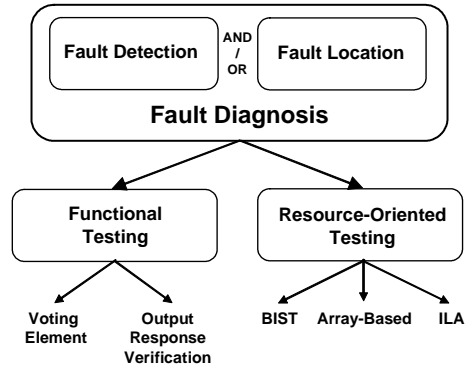 Fault Detection
AND
/
OR
Fault Location
Fault Diagnosis
Functional
Testing
Resource-Oriented
Testing
Voting
Element
Output
Response
Verification
BIST
Array-Based
ILA